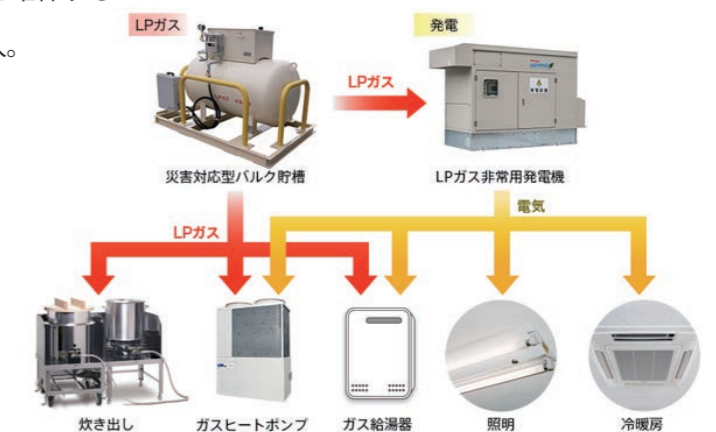 LPガス
発電
LPガス
災害対応型バルク貯槽
LPガス非常用発電機
電気
LPガス
炊き出し
ガスヒートポンプ
ガス給湯器
照明
冷暖房